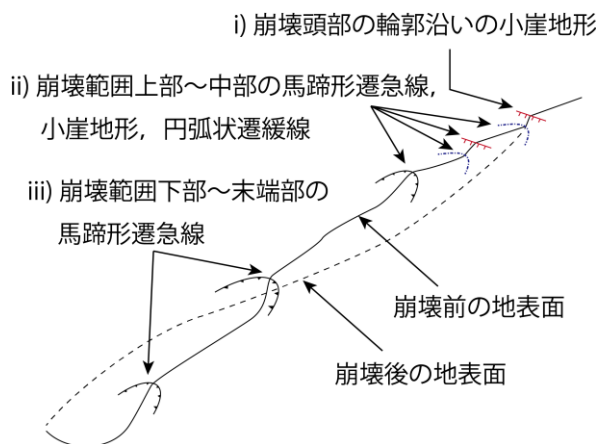 i) 崩壊頭部の輪郭沿いの小崖地形
ii) 崩壊範囲上部～中部の馬蹄形遷急線，
小崖地形，円弧状遷緩線
iii) 崩壊範囲下部～末端部の
馬蹄形遷急線
崩壊前の地表面
崩壊後の地表面